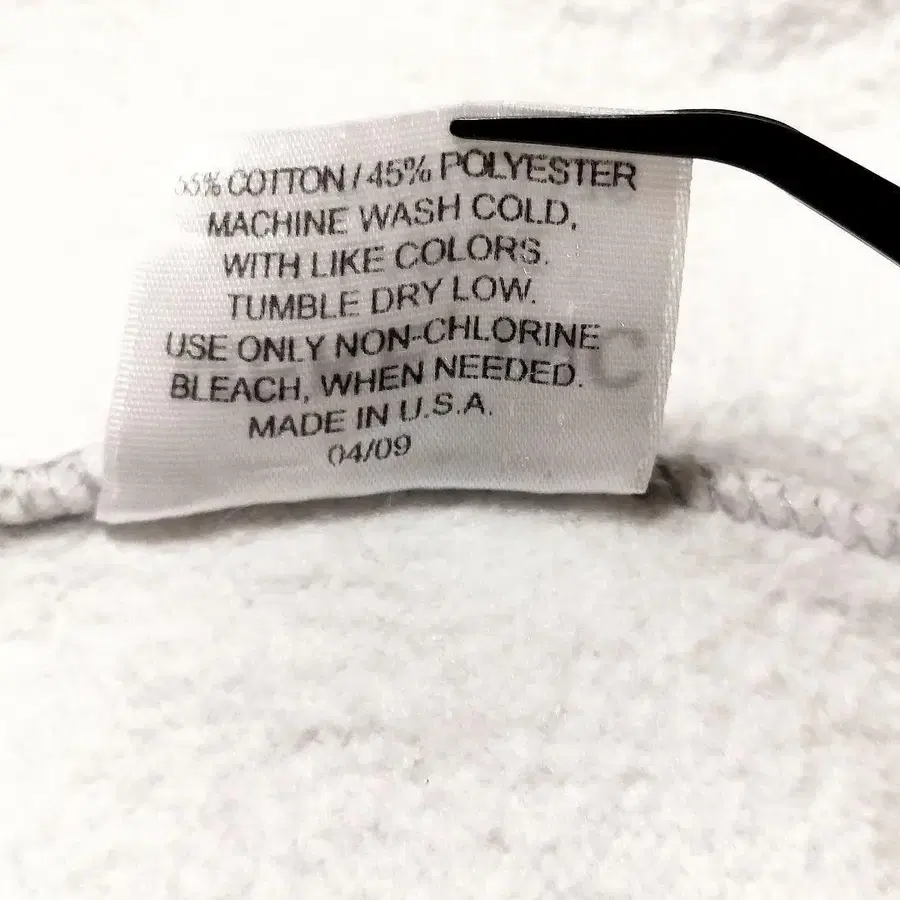 55% COTTON / 45% POLYESTER
MACHINE WASH COLD,
WITH LIKE COLORS.
TUMBLE DRY LOW.
USE ONLY NON-CHLORINE
BLEACH, WHEN NEEDED.
MADE IN U.S.A.
04/09
C